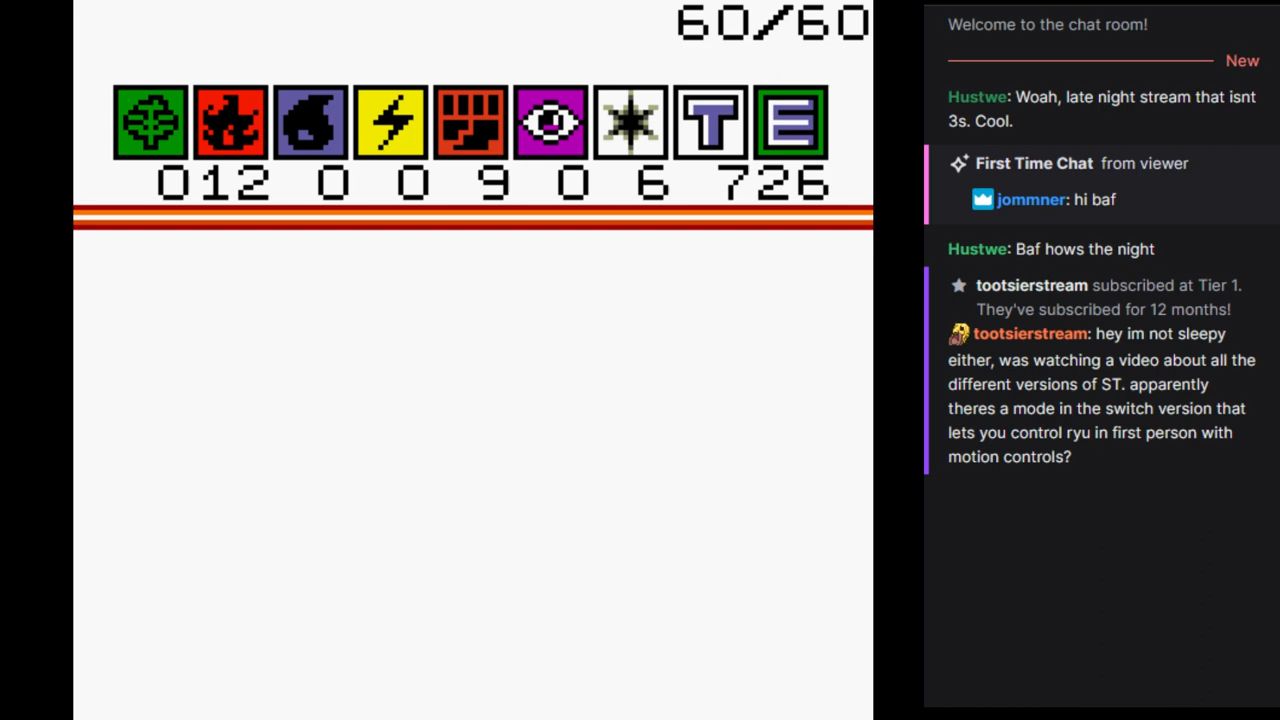 60/60
T E
0 12 0 0 9 0 6 7 26
Welcome to the chat room!
New
Hustwe: Woah, late night stream that isnt
3s. Cool.
First Time Chat from viewer
jommner: hi baf
Hustwe: Baf hows the night
tootsierstream subscribed at Tier 1.
They've subscribed for 12 months!
tootsierstream: hey im not sleepy
either, was watching a video about all the
different versions of ST. apparently
theres a mode in the switch version that
lets you control ryu in first person with
motion controls?